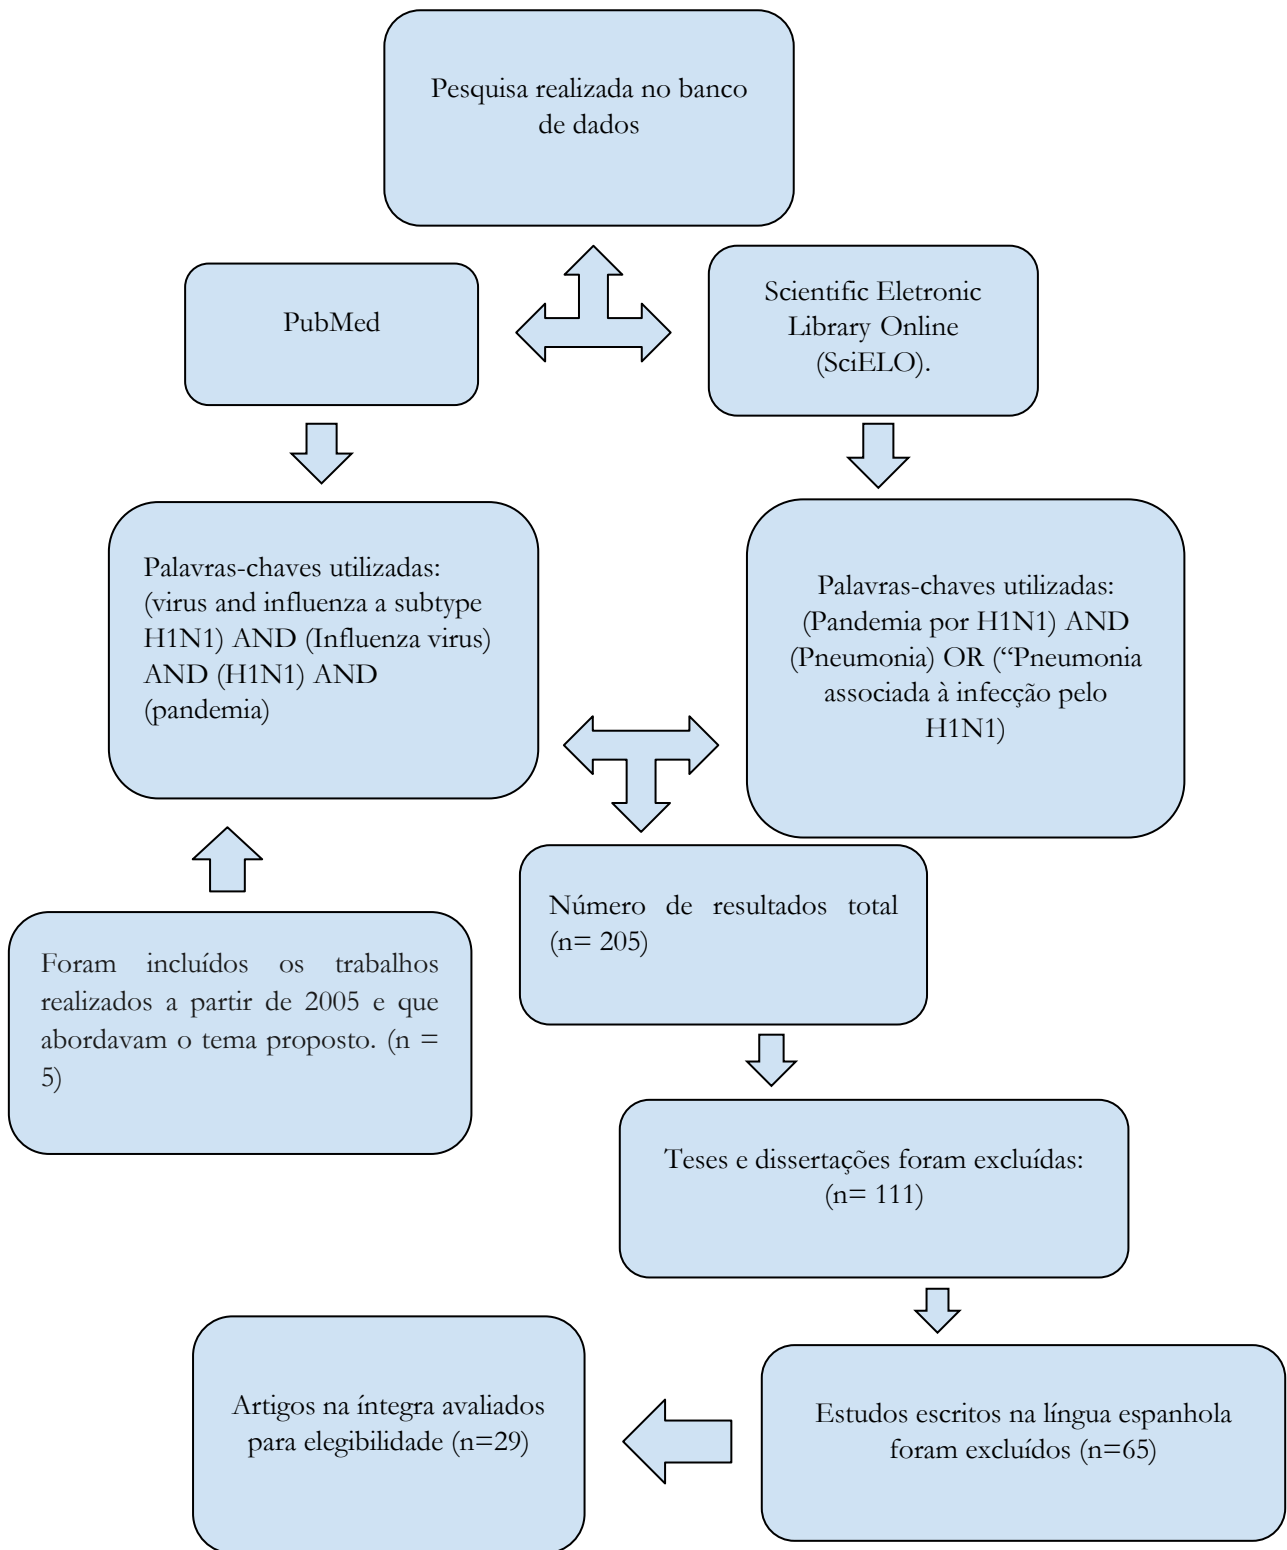 Pesquisa realizada no banco
de dados
PubMed
Scientific Eletronic
Library Online
(SciELO).
Palavras-chaves utilizadas:
(virus and influenza a subtype
H1N1) AND (Influenza virus)
AND (H1N1) AND
(pandemia)
Palavras-chaves utilizadas:
(Pandemia por H1N1) AND
(Pneumonia) OR (“Pneumonia
associada à infecção pelo
H1N1)
Número de resultados total
(n= 205)
Foram incluídos os trabalhos
realizados a partir de 2005 e que
abordavam o tema proposto. (n =
5)
Teses e dissertações foram excluídas:
(n= 111)
Estudos escritos na língua espanhola
foram excluídos (n=65)
Artigos na íntegra avaliados
para elegibilidade (n=29)